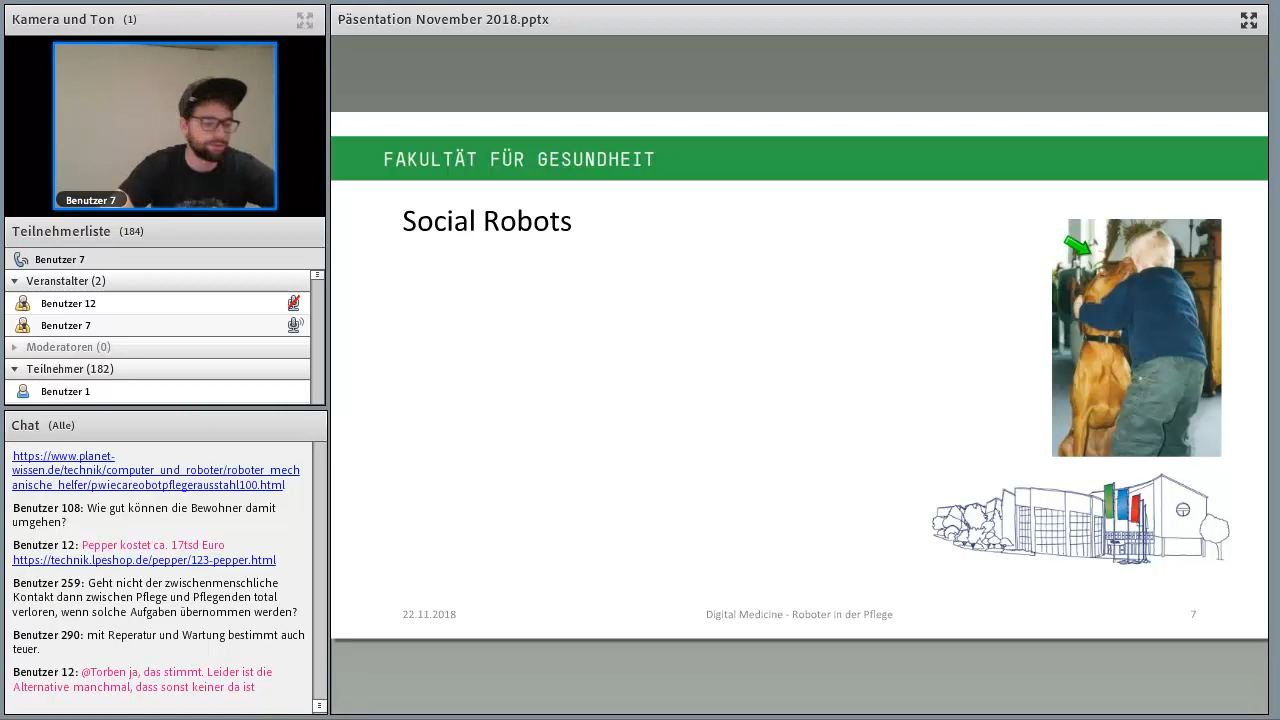 Kamera und Ton (1)
Benutzer 7
Teilnehmerliste (184)
Benutzer 7
Veranstalter (2)
Benutzer 12
Benutzer 7
Moderatoren (0)
Teilnehmer (182)
Benutzer 1
Chat (Alle)
https://www.planet-
wissen.de/technik/computer_und_roboter/roboter_mech
anische_helfer/pwiecareobotpflegerausstahl100.html
Benutzer 108: Wie gut können die Bewohner damit
umgehen?
Benutzer 12: Pepper kostet ca. 17tsd Euro
https://technik.lpeshop.de/pepper/123-pepper.html
Benutzer 259: Geht nicht der zwischenmenschliche
Kontakt dann zwischen Pflege und Pflegenden total
verloren, wenn solche Aufgaben übernommen werden?
Benutzer 290: mit Reperatur und Wartung bestimmt auch
teuer.
Benutzer 12: @Torben ja, das stimmt. Leider ist die
Alternative manchmal, dass sonst keiner da ist
Päsentation November 2018.pptx
FAKULTÄT FÜR GESUNDHEIT
Social Robots
22.11.2018
Digital Medicine - Roboter in der Pflege
7